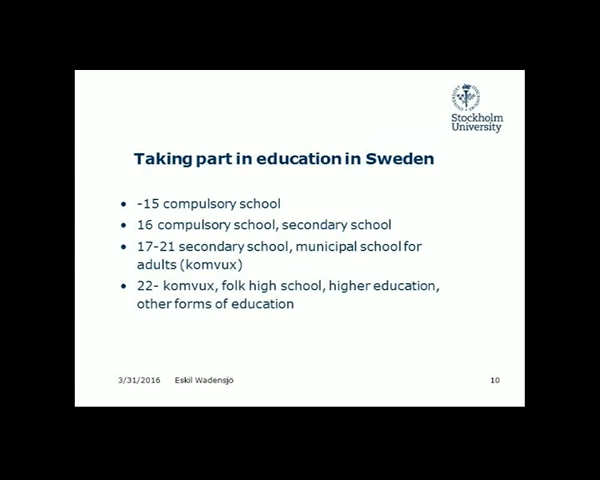 Stockholm
University
Taking part in education in Sweden
• -15 compulsory school
• 16 compulsory school, secondary school
• 17-21 secondary school, municipal school for
adults (komvux)
• 22- komvux, folk high school, higher education,
other forms of education
3/31/2016 Eskil Wadensjö 10